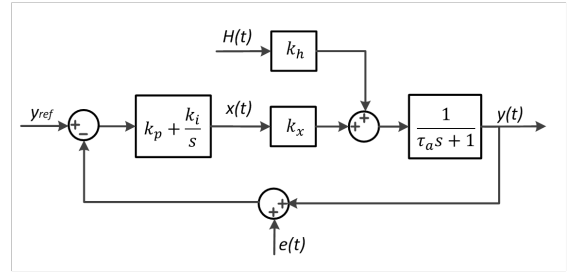 H(t)
k_h
y_ref
+
−
k_p + k_i/s
x(t)
k_x
+
+
1/(τ_a s + 1)
y(t)
+
+
e(t)